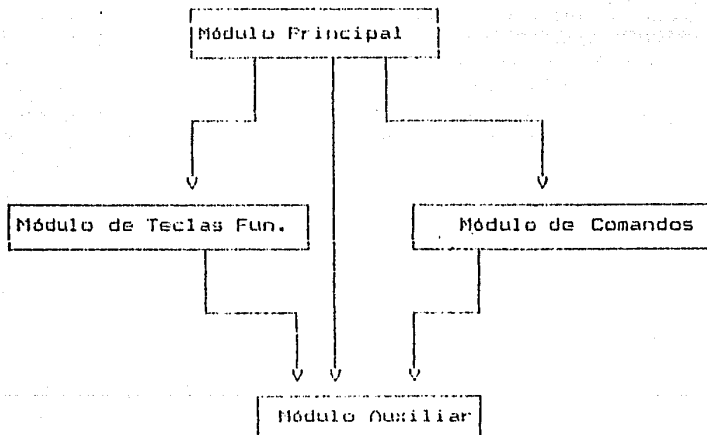 Módulo Principal
Módulo de Teclas Fun.
Módulo de Comandos
Módulo Auxiliar